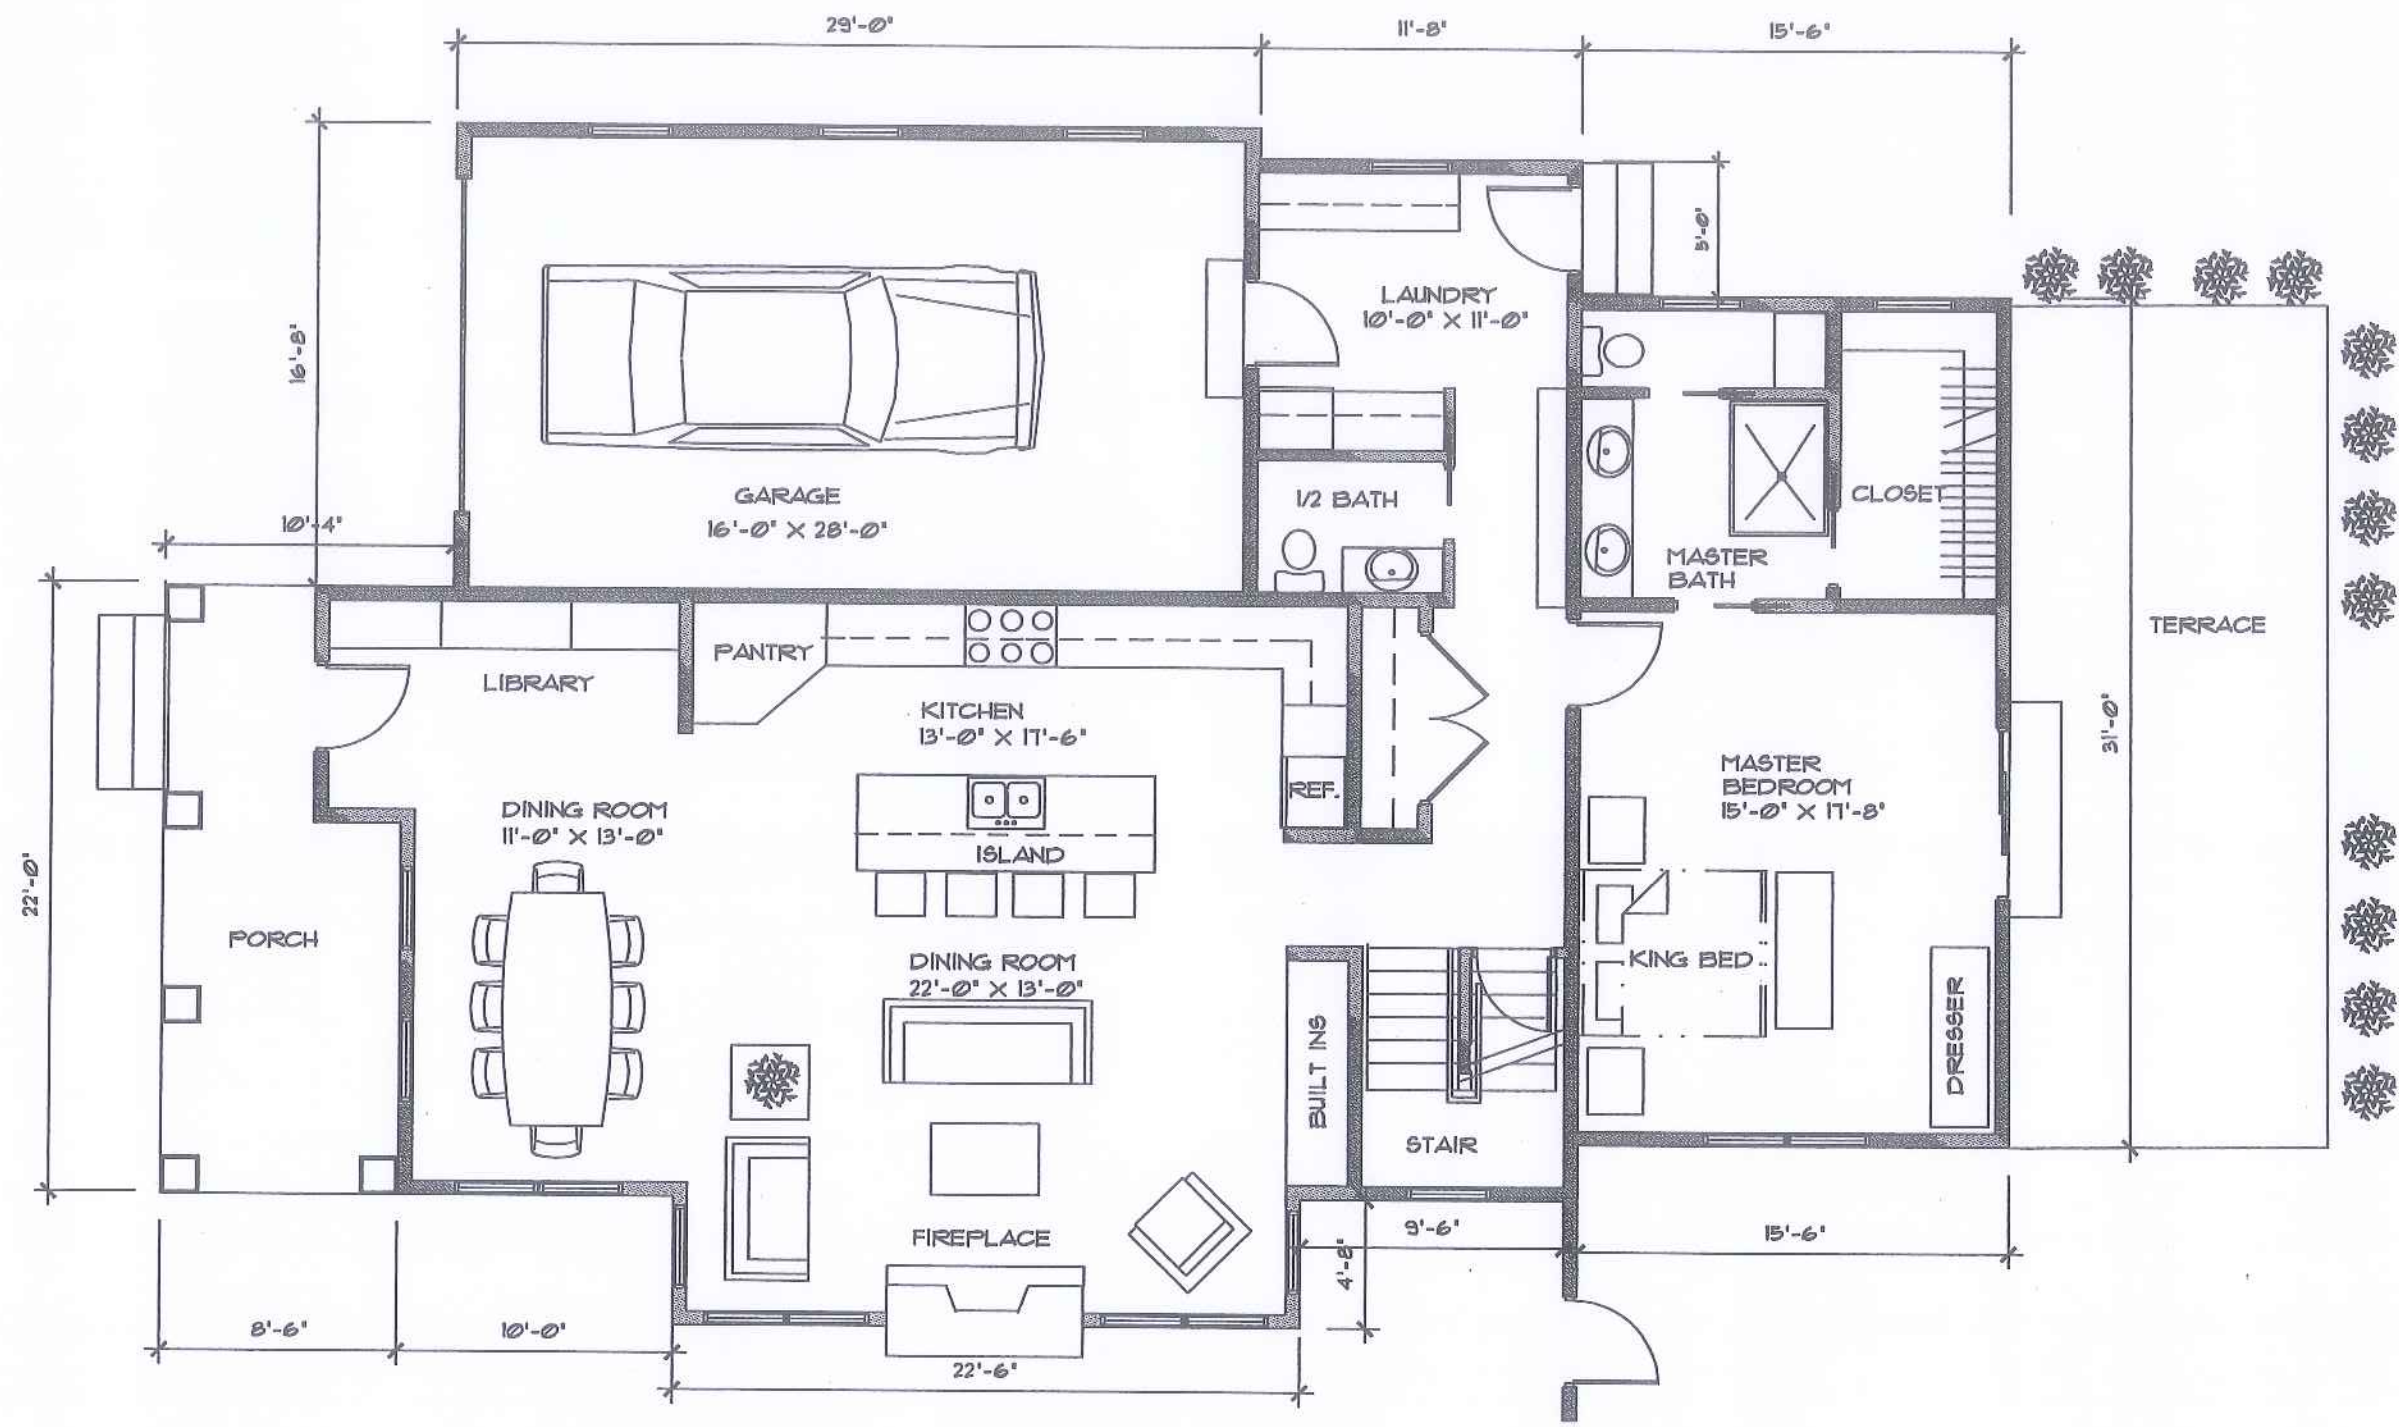 29'-0"
11'-8"
15'-6"
5'-0"
16'-8"
LAUNDRY
10'-0" X 11'-0"
GARAGE
16'-0" X 28'-0"
10'-4"
1/2 BATH
CLOSET
MASTER
BATH
TERRACE
LIBRARY
PANTRY
KITCHEN
13'-0" X 17'-6"
REF.
31'-0"
MASTER
BEDROOM
15'-0" X 17'-8"
DINING ROOM
11'-0" X 13'-0"
ISLAND
22'-0"
PORCH
DINING ROOM
22'-0" X 13'-0"
KING BED
BUILT INS
DRESSER
STAIR
FIREPLACE
9'-6"
4'-8"
15'-6"
8'-6"
10'-0"
22'-6"